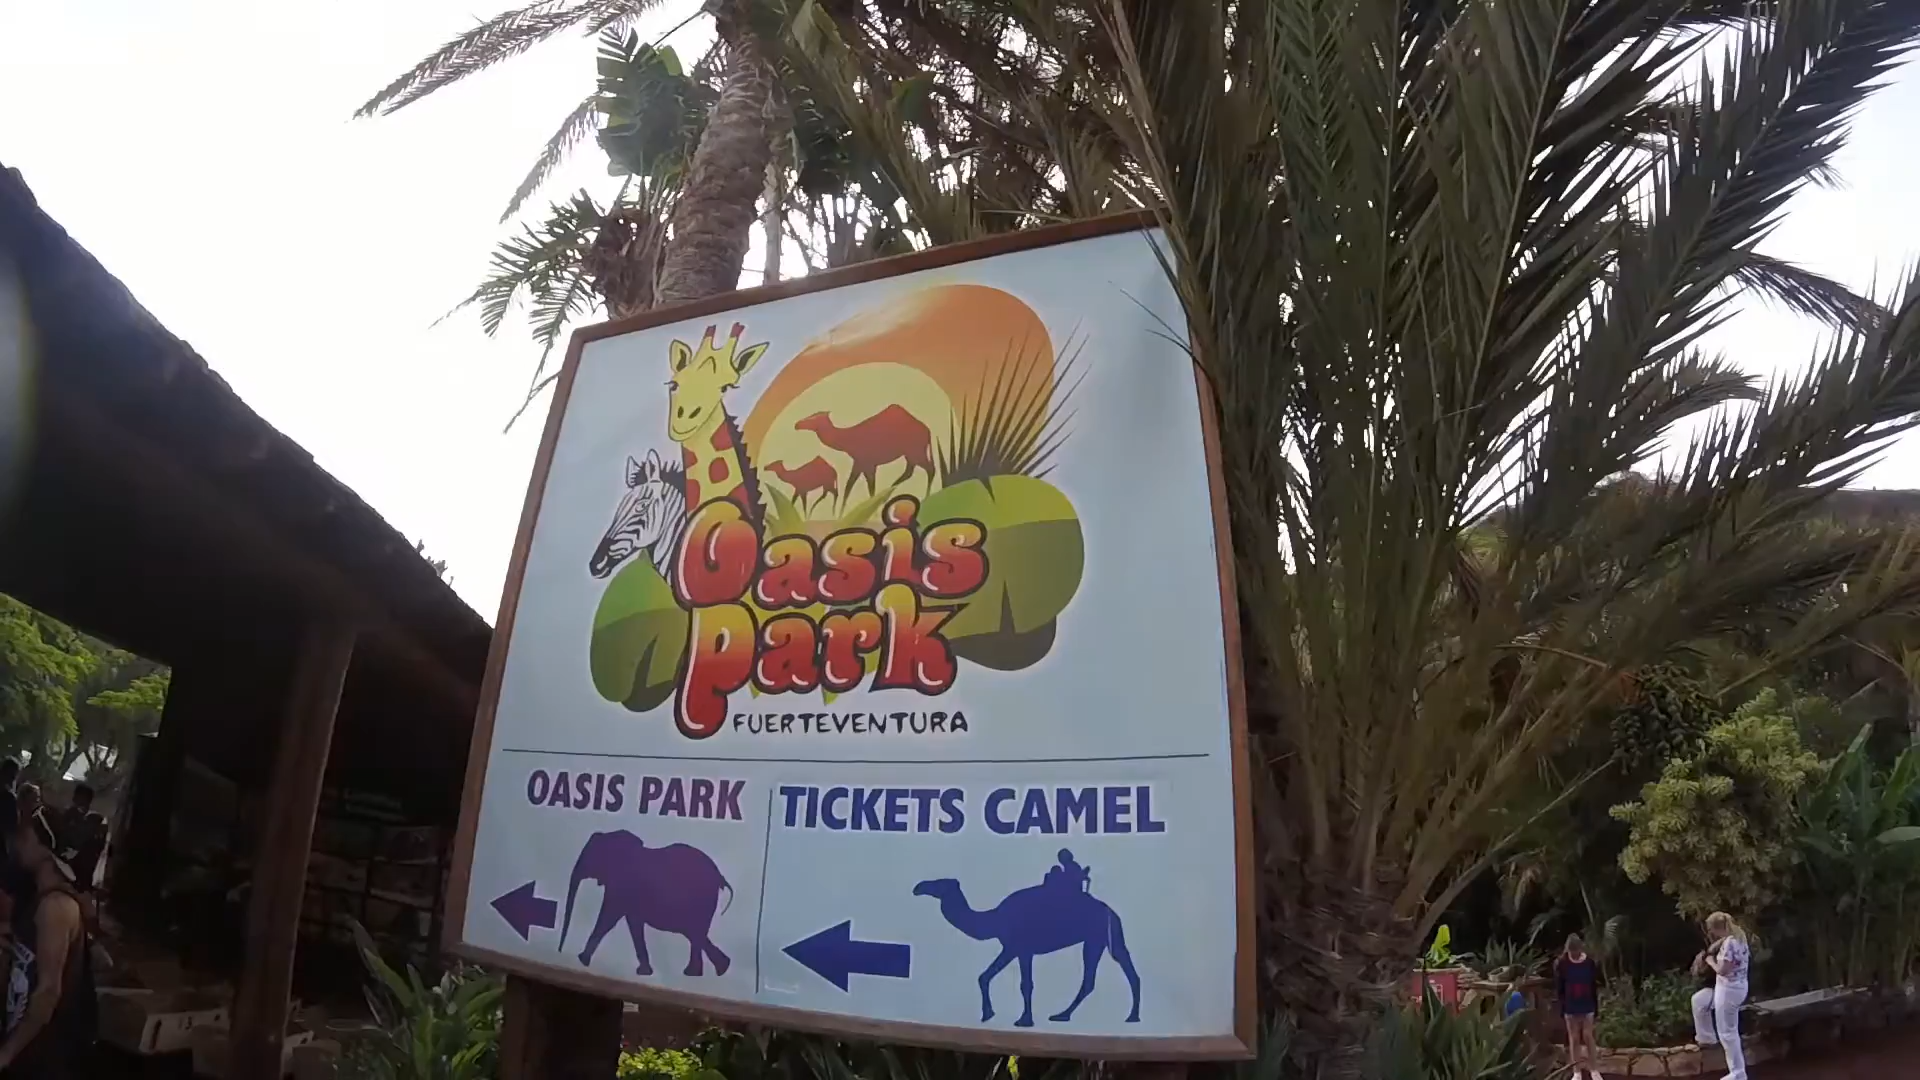 Oasis
Park
FUERTEVENTURA
OASIS PARK
TICKETS CAMEL